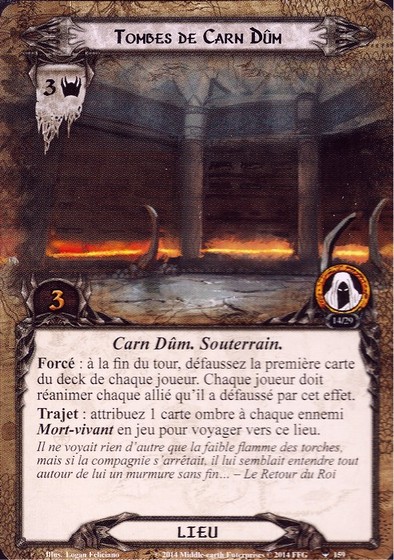 Tombes de Carn Dûm
3
3
14/29
Carn Dûm. Souterrain.
Forcé : à la fin du tour, défaussez la première carte
du deck de chaque joueur. Chaque joueur doit
réanimer chaque allié qu'il a défaussé par cet effet.
Trajet : attribuez 1 carte ombre à chaque ennemi
Mort-vivant en jeu pour voyager vers ce lieu.
Il ne voyait rien d'autre que la faible flamme des torches,
mais si la compagnie s'arrêtait, il lui semblait entendre tout
autour de lui un murmure sans fin... – Le Retour du Roi
LIEU
Illus. Logan Feliciano © 2014 Middle-earth Enterprises © 2014 FFG 159